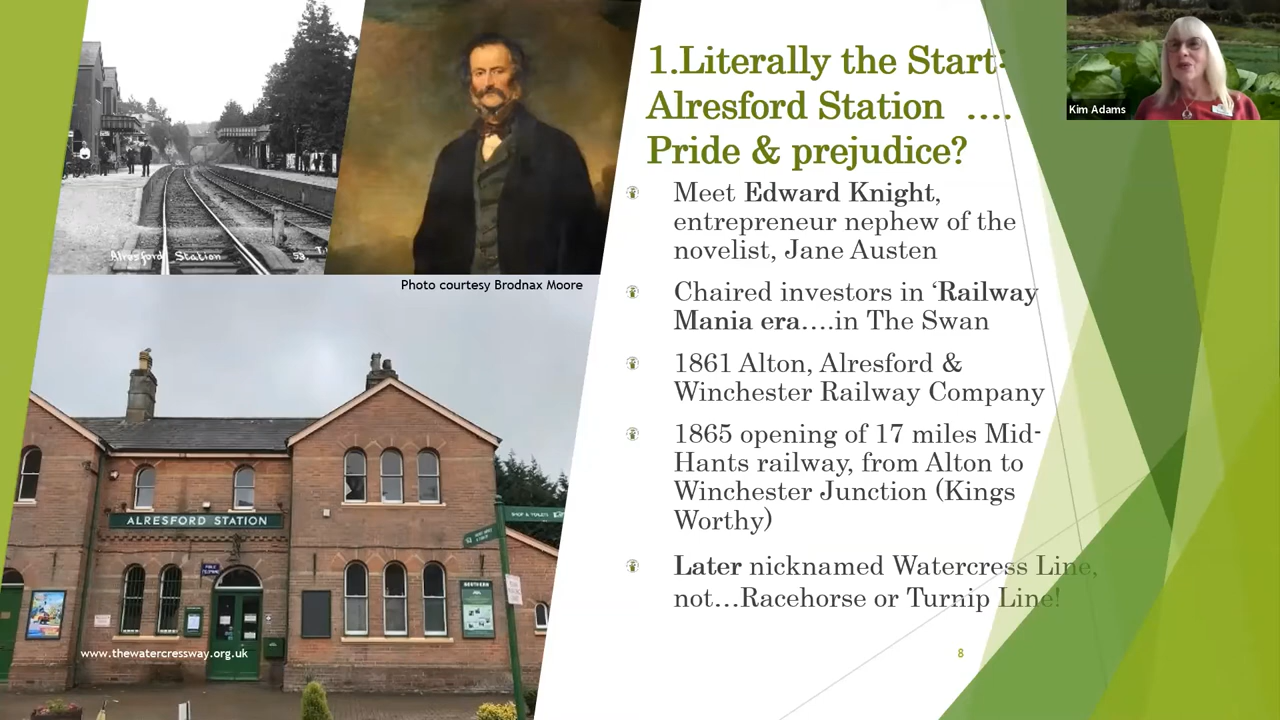 1.Literally the Start:
Alresford Station ….
Pride & prejudice?
Meet Edward Knight,
entrepreneur nephew of the
novelist, Jane Austen
Chaired investors in ‘Railway
Mania era….in The Swan
1861 Alton, Alresford &
Winchester Railway Company
1865 opening of 17 miles Mid-
Hants railway, from Alton to
Winchester Junction (Kings
Worthy)
Later nicknamed Watercress Line,
not…Racehorse or Turnip Line!
8
Kim Adams
Alresford Station
53.
Photo courtesy Brodnax Moore
ALRESFORD STATION
SHOP & TOILETS
www.thewatercressway.org.uk